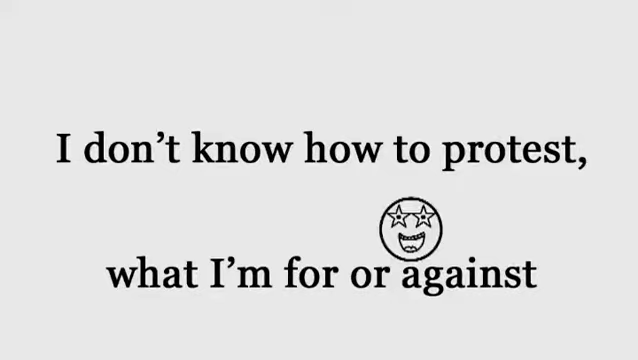 I don’t know how to protest,
what I’m for or against